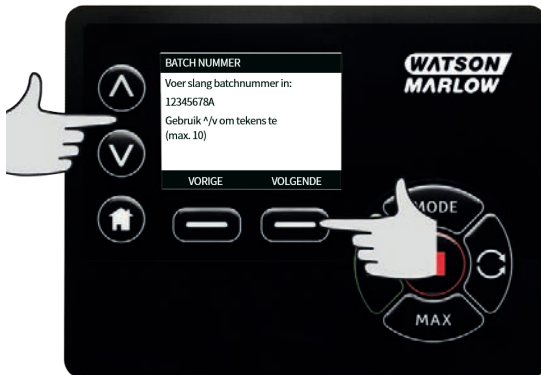 BATCH NUMMER
Voer slang batchnummer in:
12345678A
Gebruik ^/v om tekens te
(max. 10)
VORIGE VOLGENDE
WATSON
MARLOW
MODE
MAX